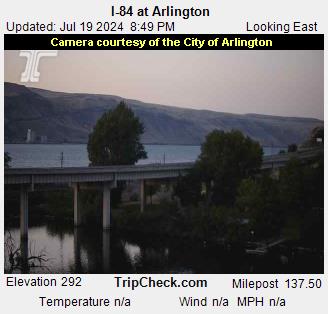 I-84 at Arlington
Updated: Jul 19 2024 8:49 PM Looking East
Camera courtesy of the City of Arlington
Elevation 292 TripCheck.com Milepost 137.50
Temperature n/a Wind n/a MPH n/a